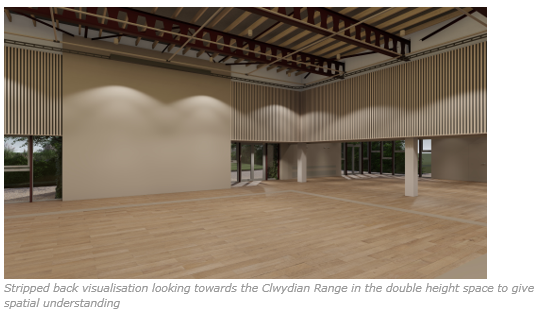 Stripped back visualisation looking towards the Clwydian Range in the double height space to give
spatial understanding